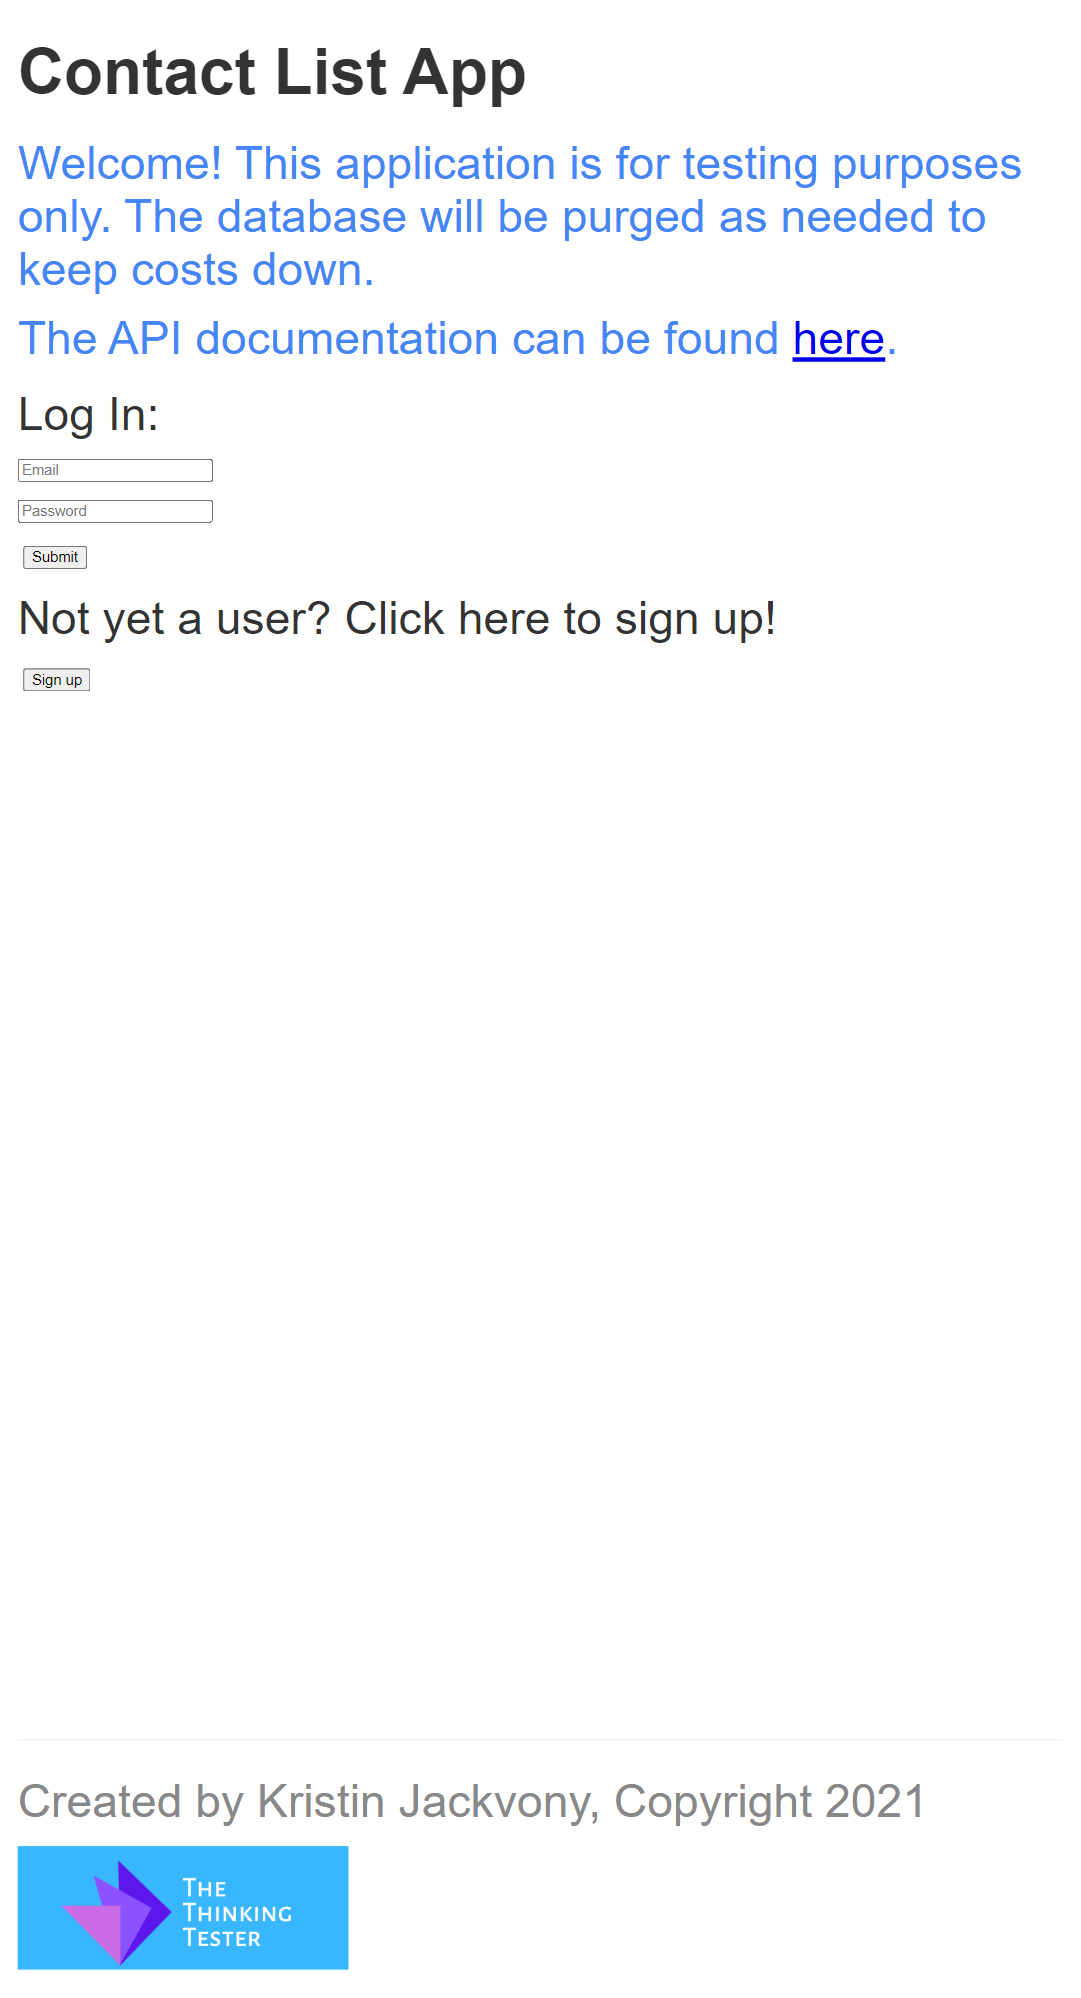 Contact List App
Welcome! This application is for testing purposes
only. The database will be purged as needed to
keep costs down.
The API documentation can be found here.
Log In:
Email
Password
Submit
Not yet a user? Click here to sign up!
Sign up
Created by Kristin Jackvony, Copyright 2021
THE
THINKING
TESTER